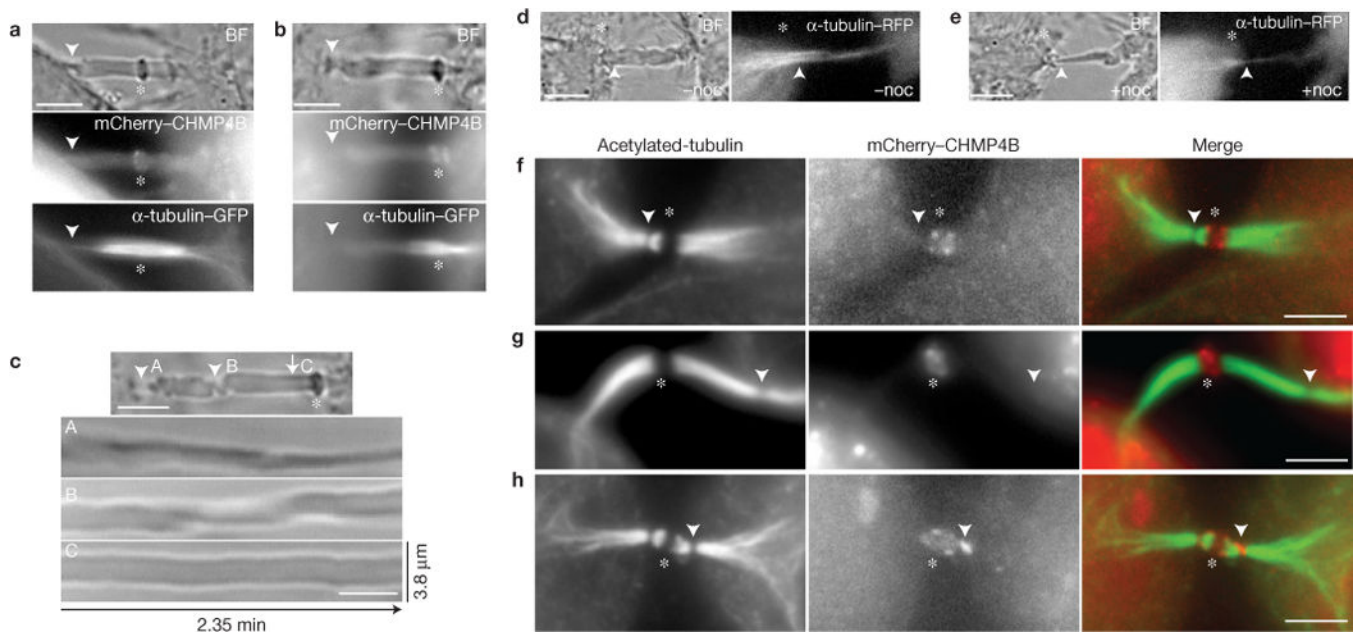 a
BF
*
mCherry–CHMP4B
*
α-tubulin–GFP
*
b
BF
*
mCherry–CHMP4B
*
α-tubulin–GFP
*
c
A
B
C
*
A
B
C
3.8 μm
2.35 min
d
*
BF
–noc
*
α-tubulin–RFP
–noc
e
*
BF
+noc
*
α-tubulin–RFP
+noc
Acetylated-tubulin
mCherry–CHMP4B
Merge
f
*
*
*
g
*
*
*
h
*
*
*